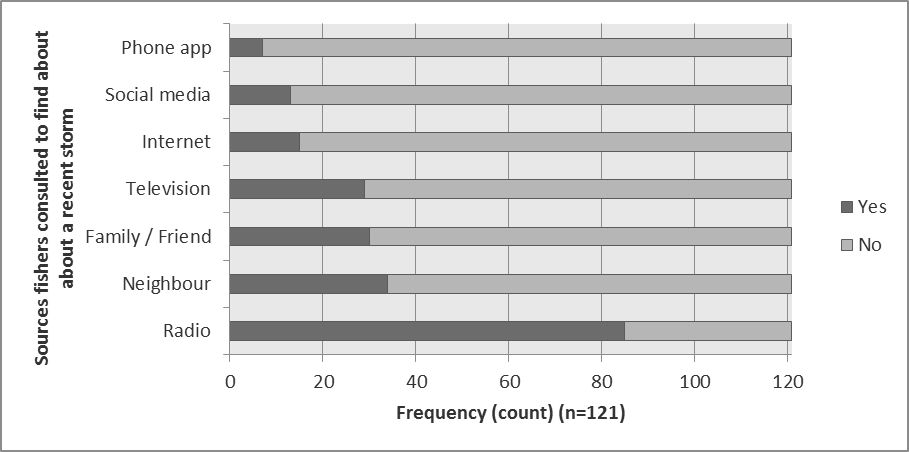 Sources fishers consulted to find about
about a recent storm
Phone app
Social media
Internet
Television
Family / Friend
Neighbour
Radio
0 20 40 60 80 100 120
Frequency (count) (n=121)
Yes
No